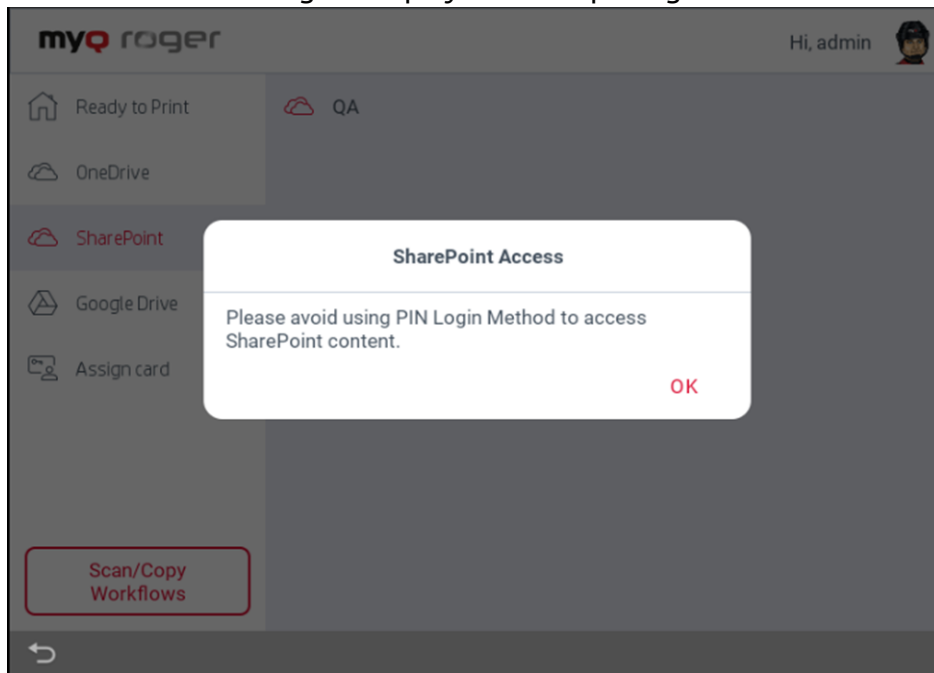 myq roger
Hi, admin
Ready to Print
QA
OneDrive
SharePoint
Google Drive
Assign card
SharePoint Access
Please avoid using PIN Login Method to access
SharePoint content.
OK
Scan/Copy
Workflows